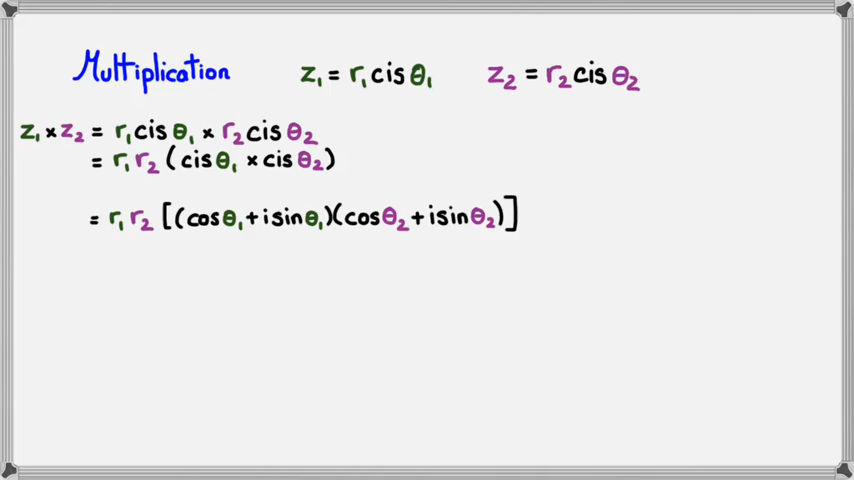 Multiplication z₁ = r₁cisθ₁ z₂ = r₂cisθ₂
z₁ × z₂ = r₁cisθ₁ × r₂cisθ₂
= r₁r₂(cisθ₁ × cisθ₂)
= r₁r₂[(cosθ₁+isinθ₁)(cosθ₂+isinθ₂)]